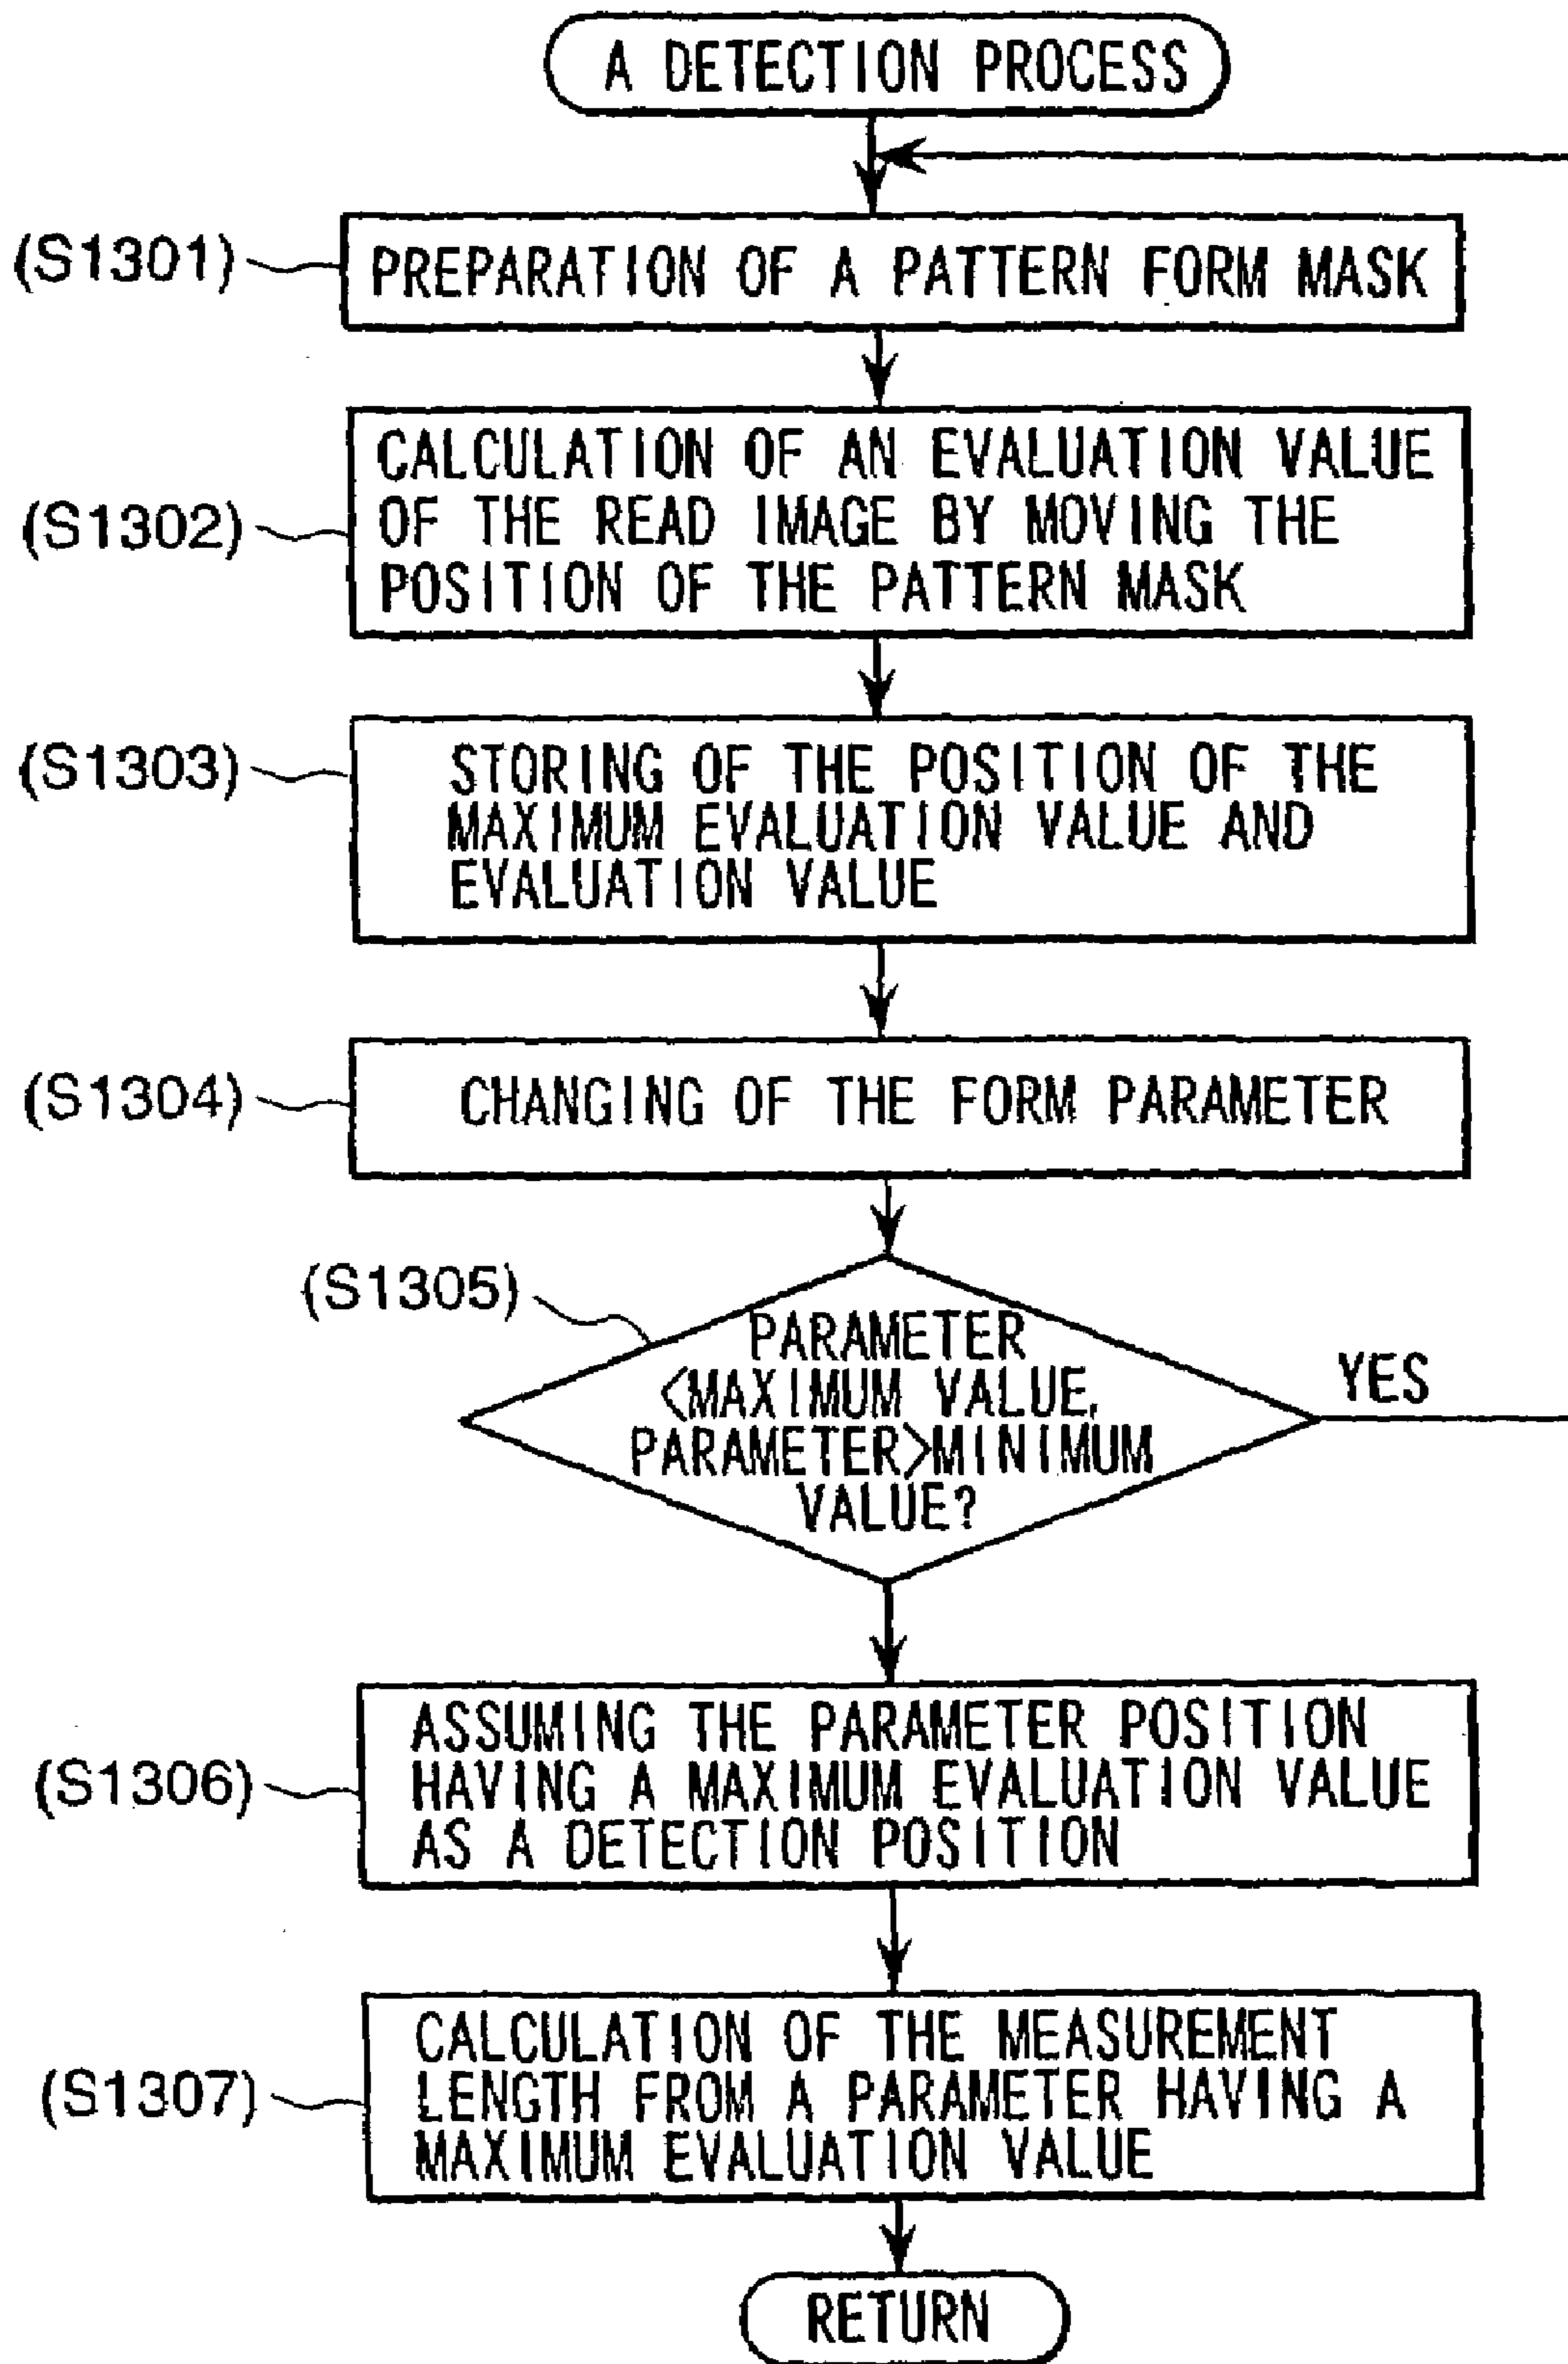 A DETECTION PROCESS
(S1301)
PREPARATION OF A PATTERN FORM MASK
(S1302)
CALCULATION OF AN EVALUATION VALUE
OF THE READ IMAGE BY MOVING THE
POSITION OF THE PATTERN MASK
(S1303)
STORING OF THE POSITION OF THE
MAXIMUM EVALUATION VALUE AND
EVALUATION VALUE
(S1304)
CHANGING OF THE FORM PARAMETER
(S1305)
PARAMETER
<MAXIMUM VALUE,
PARAMETER>MINIMUM
VALUE?
YES
(S1306)
ASSUMING THE PARAMETER POSITION
HAVING A MAXIMUM EVALUATION VALUE
AS A DETECTION POSITION
(S1307)
CALCULATION OF THE MEASUREMENT
LENGTH FROM A PARAMETER HAVING A
MAXIMUM EVALUATION VALUE
RETURN